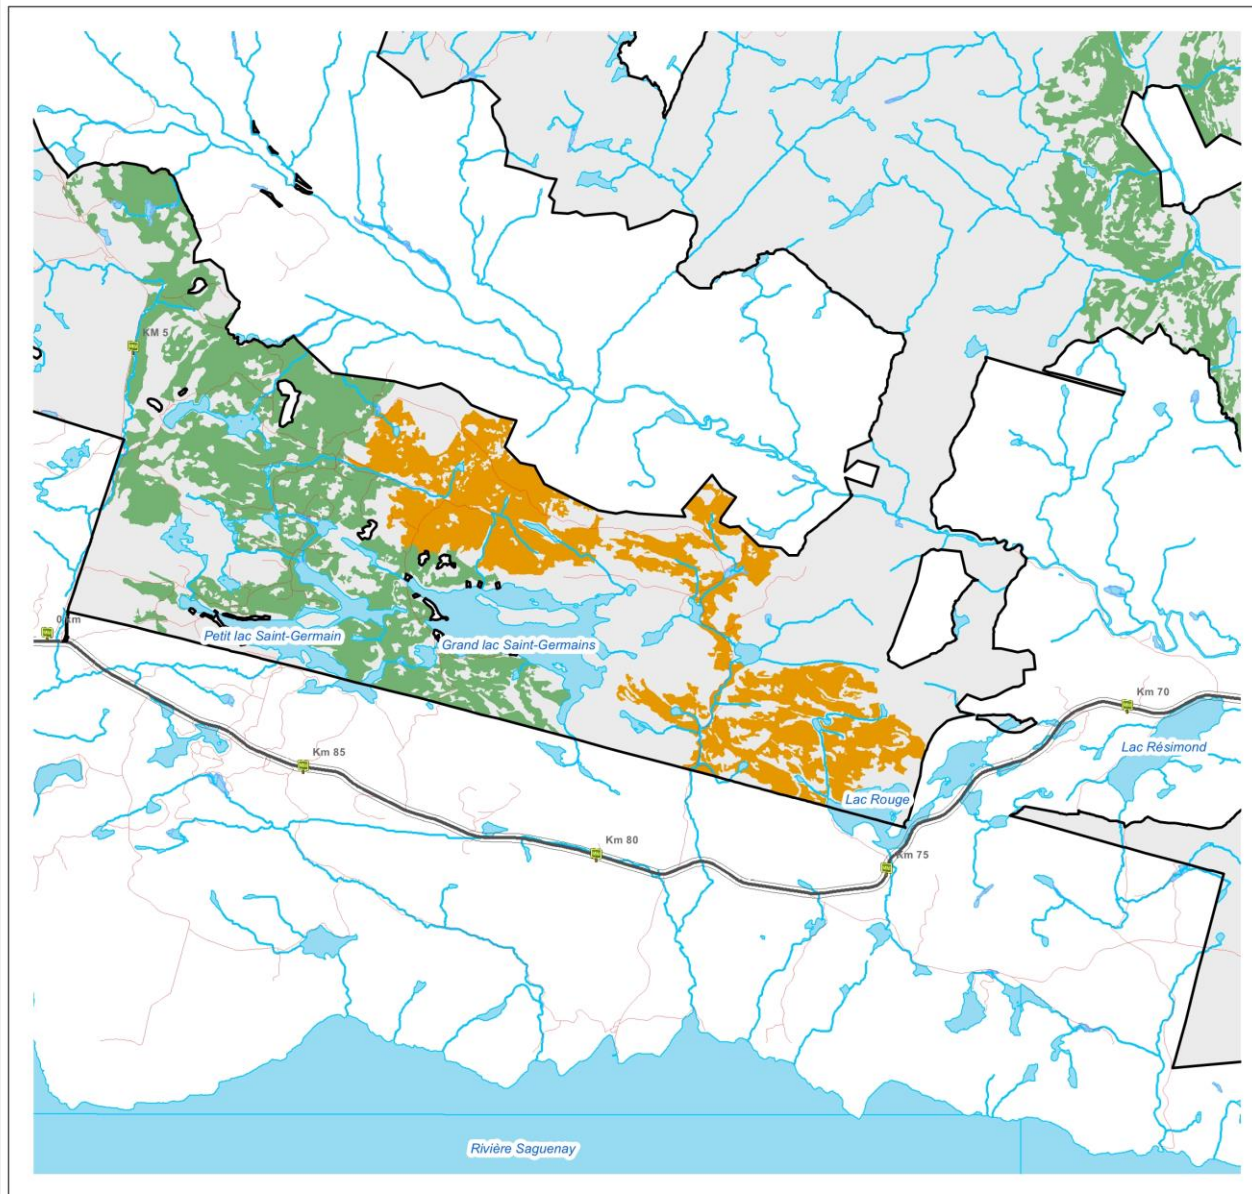 KM 5
0 km
Petit lac Saint-Germain
Grand lac Saint-Germains
Km 70
Lac Résimond
Km 85
Lac Rouge
Km 80
Km 75
Rivière Saguenay